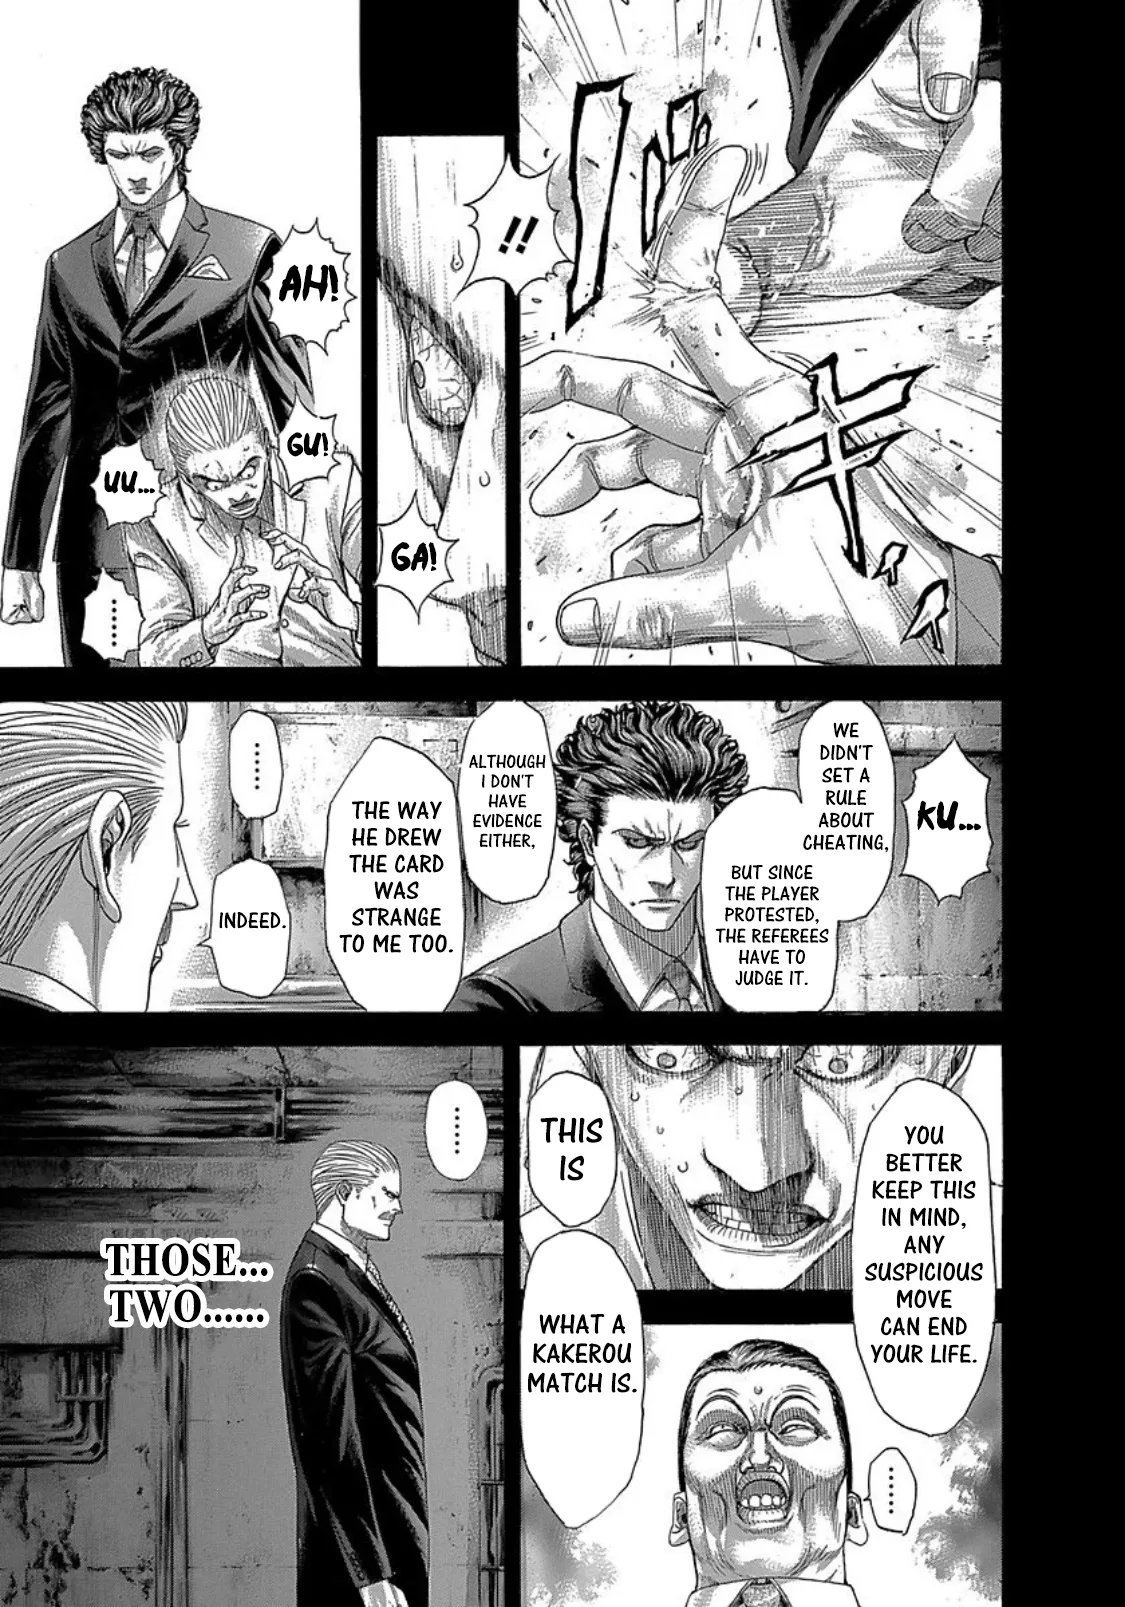 !!
GA!
AH!
GU!
UU...
......
KU...
WE
DIDN'T
SET A
RULE
ABOUT
CHEATING,
BUT SINCE
THE PLAYER
PROTESTED,
THE REFEREES
HAVE TO
JUDGE IT.
ALTHOUGH
I DON'T
HAVE
EVIDENCE
EITHER,
THE WAY
HE DREW
THE CARD
WAS
STRANGE
TO ME TOO.
......
INDEED.
YOU
BETTER
KEEP THIS
IN MIND,
ANY
SUSPICIOUS
MOVE
CAN END
YOUR LIFE.
THIS
IS
WHAT A
KAKEROU
MATCH IS.
......
......
THOSE...
TWO......